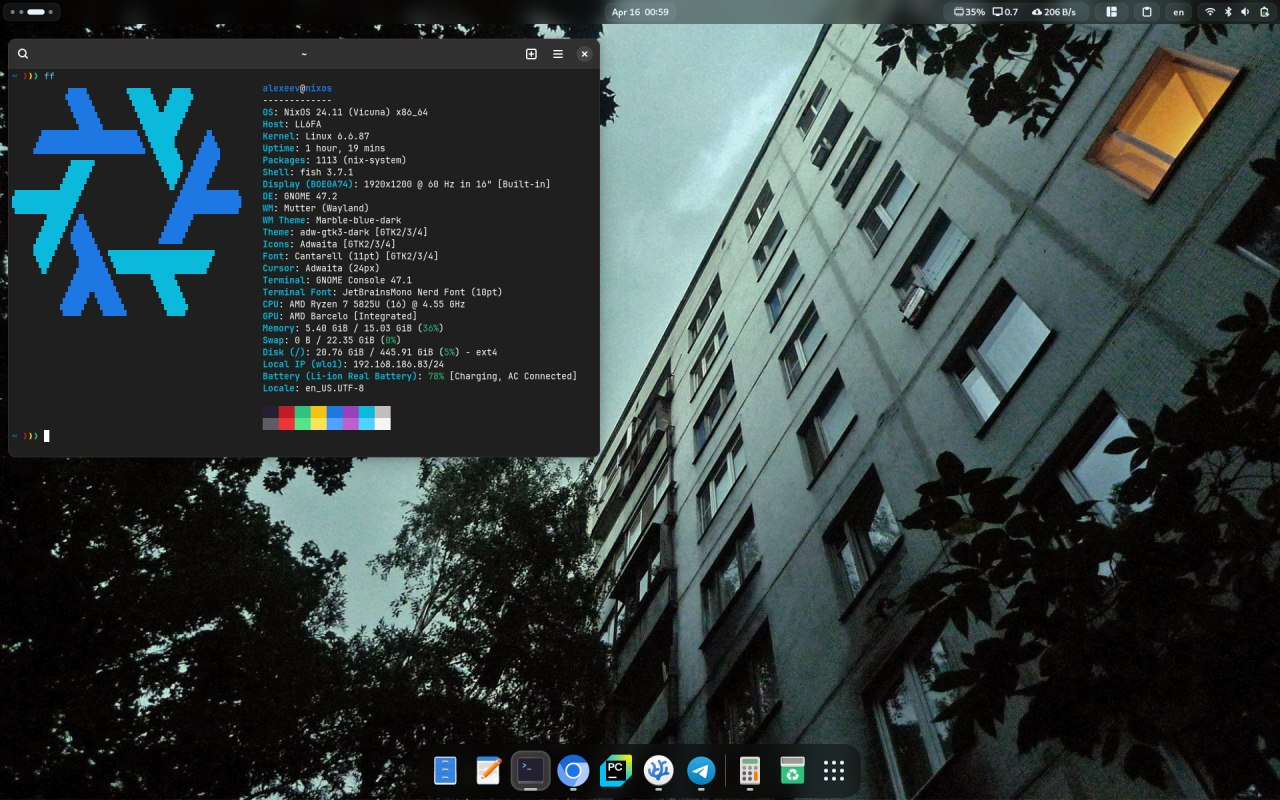 Apr 16 00:59
35% 0.7 206 B/s
en
~
~ ❯❯❯ ff
alexeev@nixos
-------------
OS: NixOS 24.11 (Vicuna) x86_64
Host: LL6FA
Kernel: Linux 6.6.87
Uptime: 1 hour, 19 mins
Packages: 1113 (nix-system)
Shell: fish 3.7.1
Display (BOE0A74): 1920x1200 @ 60 Hz in 16" [Built-in]
DE: GNOME 47.2
WM: Mutter (Wayland)
WM Theme: Marble-blue-dark
Theme: adw-gtk3-dark [GTK2/3/4]
Icons: Adwaita [GTK2/3/4]
Font: Cantarell (11pt) [GTK2/3/4]
Cursor: Adwaita (24px)
Terminal: GNOME Console 47.1
Terminal Font: JetBrainsMono Nerd Font (10pt)
CPU: AMD Ryzen 7 5825U (16) @ 4.55 GHz
GPU: AMD Barcelo [Integrated]
Memory: 5.40 GiB / 15.03 GiB (36%)
Swap: 0 B / 22.35 GiB (0%)
Disk (/): 20.76 GiB / 445.91 GiB (5%) - ext4
Local IP (wlo1): 192.168.186.83/24
Battery (Li-ion Real Battery): 78% [Charging, AC Connected]
Locale: en_US.UTF-8
~ ❯❯❯
>_
PC